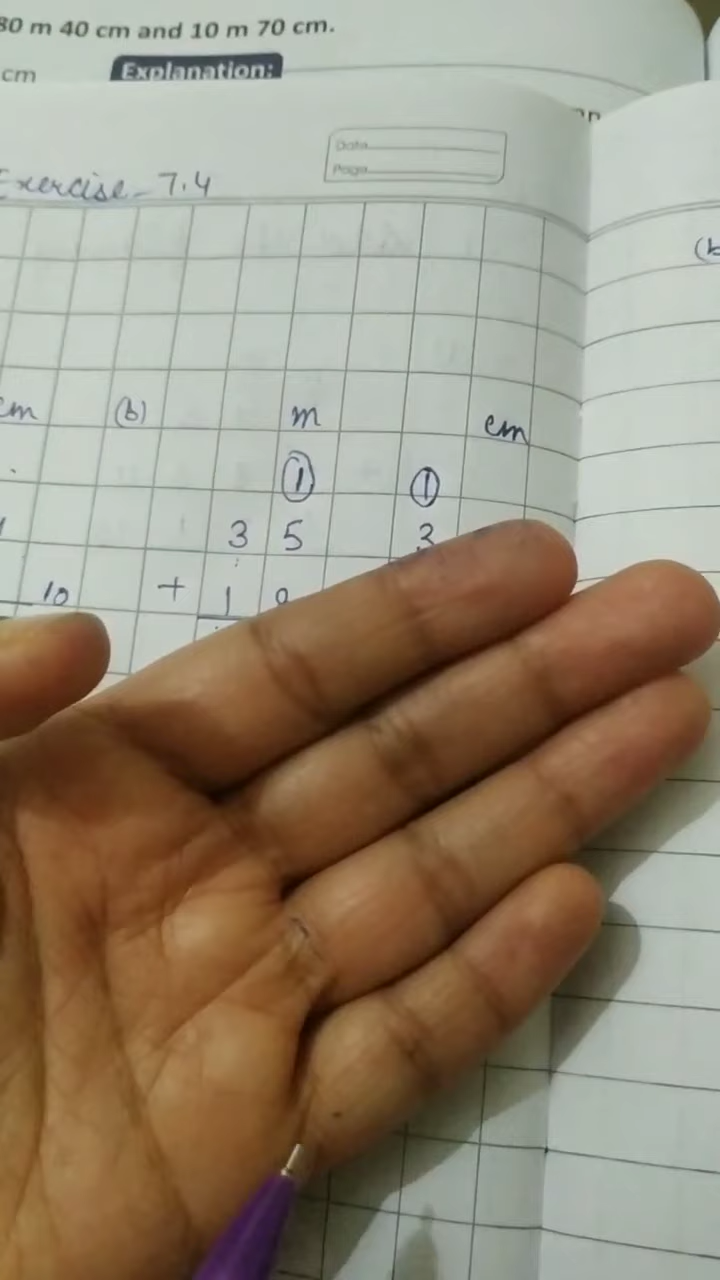 80 m 40 cm and 10 m 70 cm.
cm Explanation:
Date
Page
Exercise - 7.4
cm (b) m cm
1 1
3 5 3
10 + 1
(b